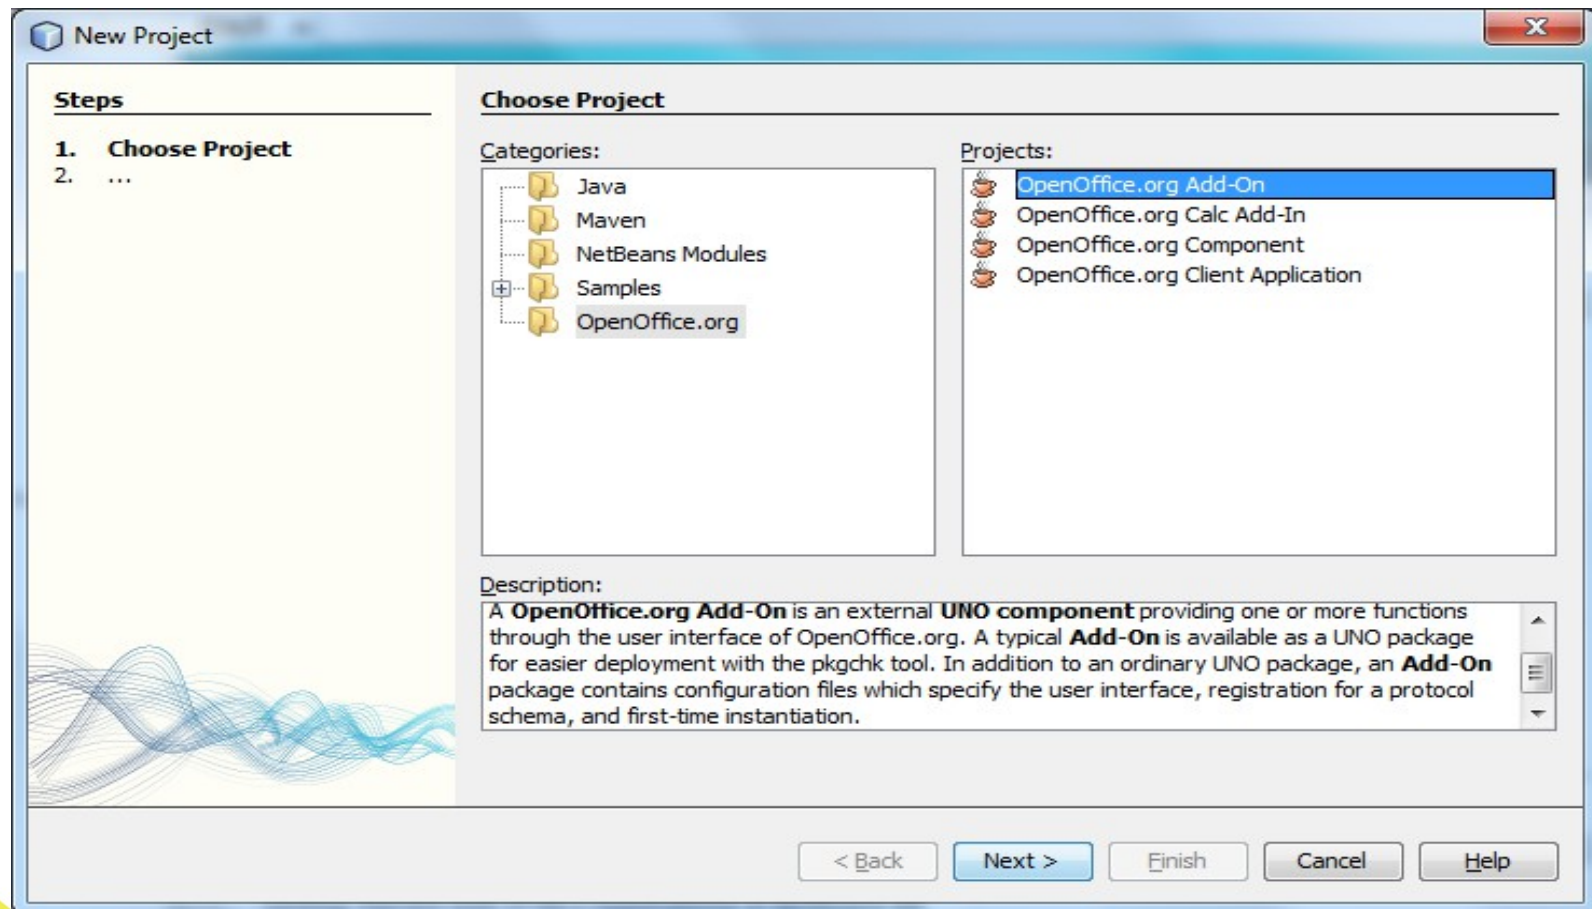 New Project
Steps
1. Choose Project
2. ...
Choose Project
Categories:
Java
Maven
NetBeans Modules
Samples
OpenOffice.org
Projects:
OpenOffice.org Add-On
OpenOffice.org Calc Add-In
OpenOffice.org Component
OpenOffice.org Client Application
Description:
A OpenOffice.org Add-On is an external UNO component providing one or more functions
through the user interface of OpenOffice.org. A typical Add-On is available as a UNO package
for easier deployment with the pkgchk tool. In addition to an ordinary UNO package, an Add-On
package contains configuration files which specify the user interface, registration for a protocol
schema, and first-time instantiation.
< Back Next > Finish Cancel Help